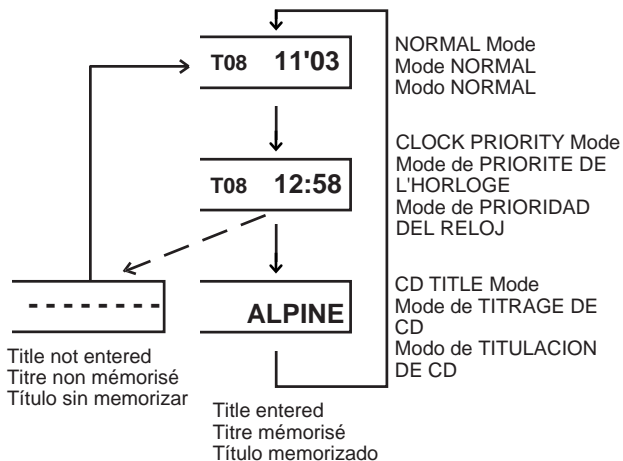 T08 11'03
NORMAL Mode
Mode NORMAL
Modo NORMAL
T08 12:58
CLOCK PRIORITY Mode
Mode de PRIORITE DE
L'HORLOGE
Mode de PRIORIDAD
DEL RELOJ
--------
ALPINE
CD TITLE Mode
Mode de TITRAGE DE
CD
Modo de TITULACION
DE CD
Title not entered
Titre non mémorisé
Título sin memorizar
Title entered
Titre mémorisé
Título memorizado